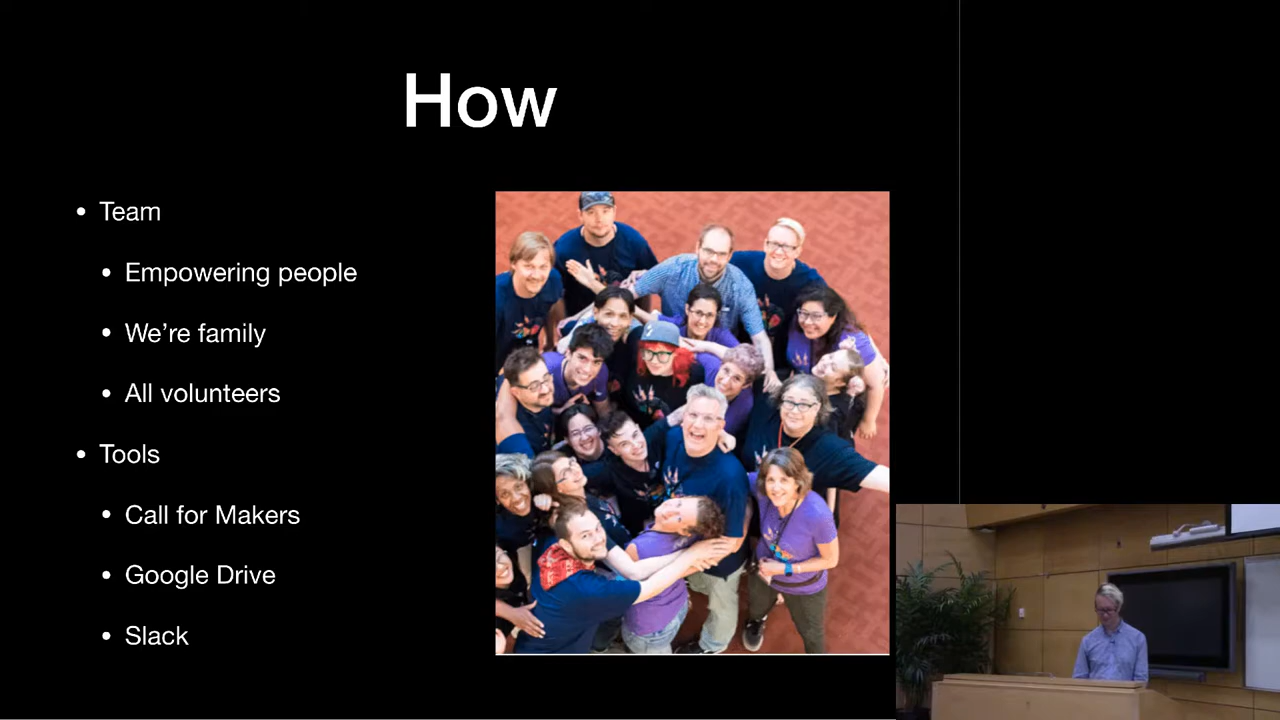 How
• Team
• Empowering people
• We’re family
• All volunteers
• Tools
• Call for Makers
• Google Drive
• Slack